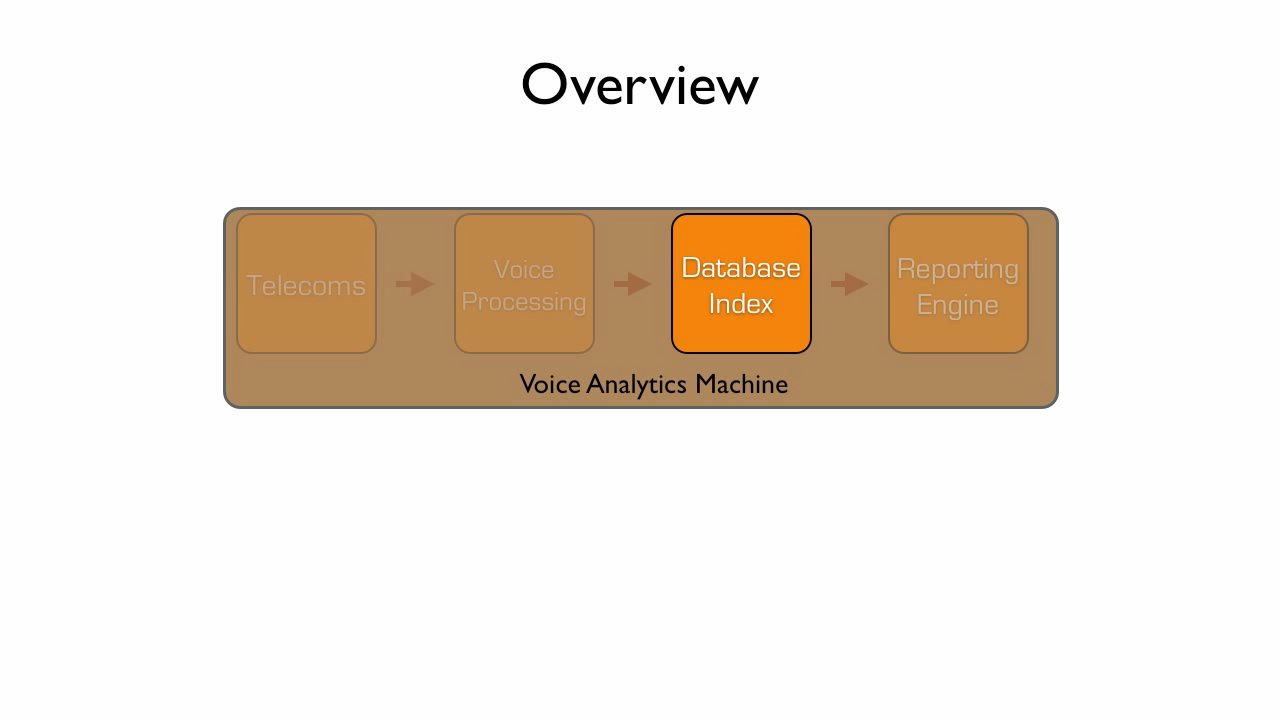 Overview
Telecoms
Voice
Processing
Database
Index
Reporting
Engine
Voice Analytics Machine